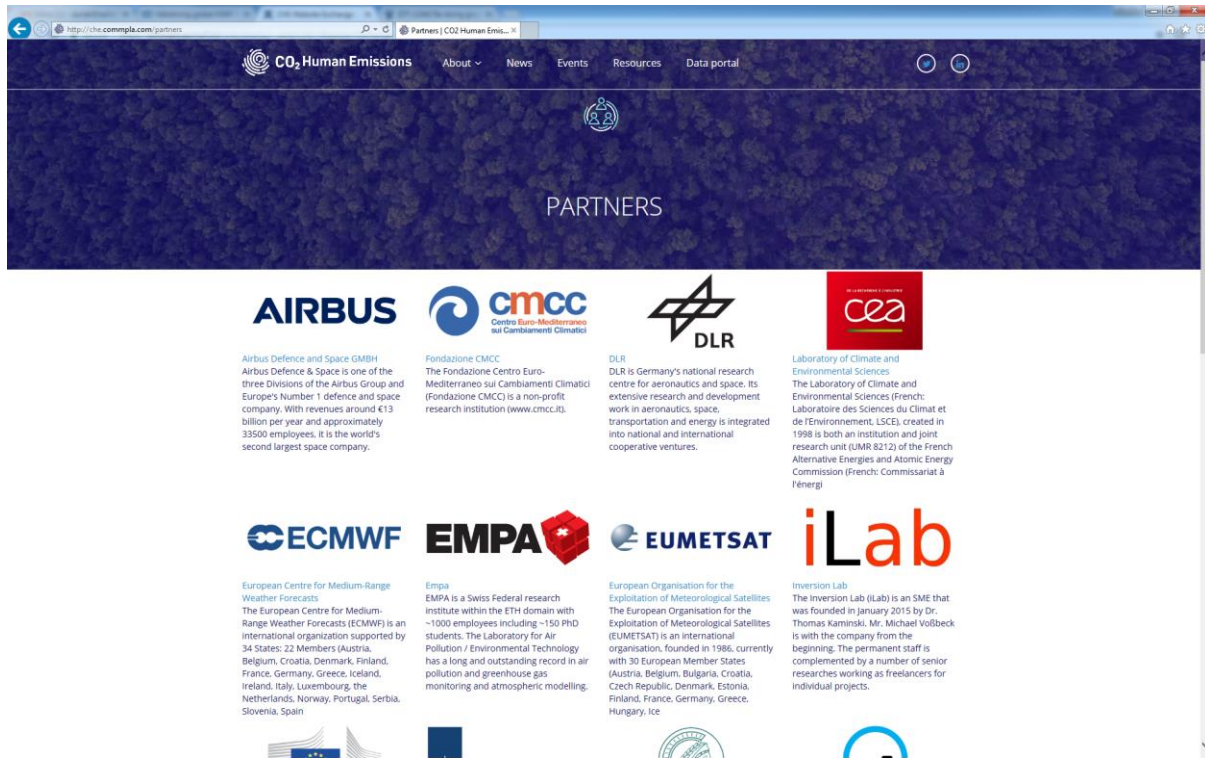 http://che.commpla.com/partners
Partners | CO2 Human Emis...
CO₂ Human Emissions
About
News
Events
Resources
Data portal
in
PARTNERS
AIRBUS
Airbus Defence and Space GMBH
Airbus Defence & Space is one of the
three Divisions of the Airbus Group and
Europe's Number 1 defence and space
company. With revenues around €13
billion per year and approximately
33500 employees, it is the world's
second largest space company.
cmcc
Centro Euro-Mediterraneo
sui Cambiamenti Climatici
Fondazione CMCC
The Fondazione Centro Euro-
Mediterraneo sui Cambiamenti Climatici
(Fondazione CMCC) is a non-profit
research institution (www.cmcc.it).
DLR
DLR
DLR is Germany's national research
centre for aeronautics and space. Its
extensive research and development
work in aeronautics, space,
transportation and energy is integrated
into national and international
cooperative ventures.
DE LA RECHERCHE À L'INDUSTRIE
cea
Laboratory of Climate and
Environmental Sciences
The Laboratory of Climate and
Environmental Sciences (French:
Laboratoire des Sciences du Climat et
de l'Environnement, LSCE), created in
1998 is both an institution and joint
research unit (UMR 8212) of the French
Alternative Energies and Atomic Energy
Commission (French: Commissariat à
l'énergi
ECMWF
European Centre for Medium-Range
Weather Forecasts
The European Centre for Medium-
Range Weather Forecasts (ECMWF) is an
international organization supported by
34 States: 22 Members (Austria,
Belgium, Croatia, Denmark, Finland,
France, Germany, Greece, Iceland,
Ireland, Italy, Luxembourg, the
Netherlands, Norway, Portugal, Serbia,
Slovenia, Spain
EMPA
Empa
EMPA is a Swiss Federal research
institute within the ETH domain with
~1000 employees including ~150 PhD
students. The Laboratory for Air
Pollution / Environmental Technology
has a long and outstanding record in air
pollution and greenhouse gas
monitoring and atmospheric modelling.
EUMETSAT
European Organisation for the
Exploitation of Meteorological Satellites
The European Organisation for the
Exploitation of Meteorological Satellites
(EUMETSAT) is an international
organisation, founded in 1986, currently
with 30 European Member States
(Austria, Belgium, Bulgaria, Croatia,
Czech Republic, Denmark, Estonia,
Finland, France, Germany, Greece,
Hungary, Ice
iLab
Inversion Lab
The Inversion Lab (iLab) is an SME that
was founded in January 2015 by Dr.
Thomas Kaminski. Mr. Michael Voßbeck
is with the company from the
beginning. The permanent staff is
complemented by a number of senior
researches working as freelancers for
individual projects.